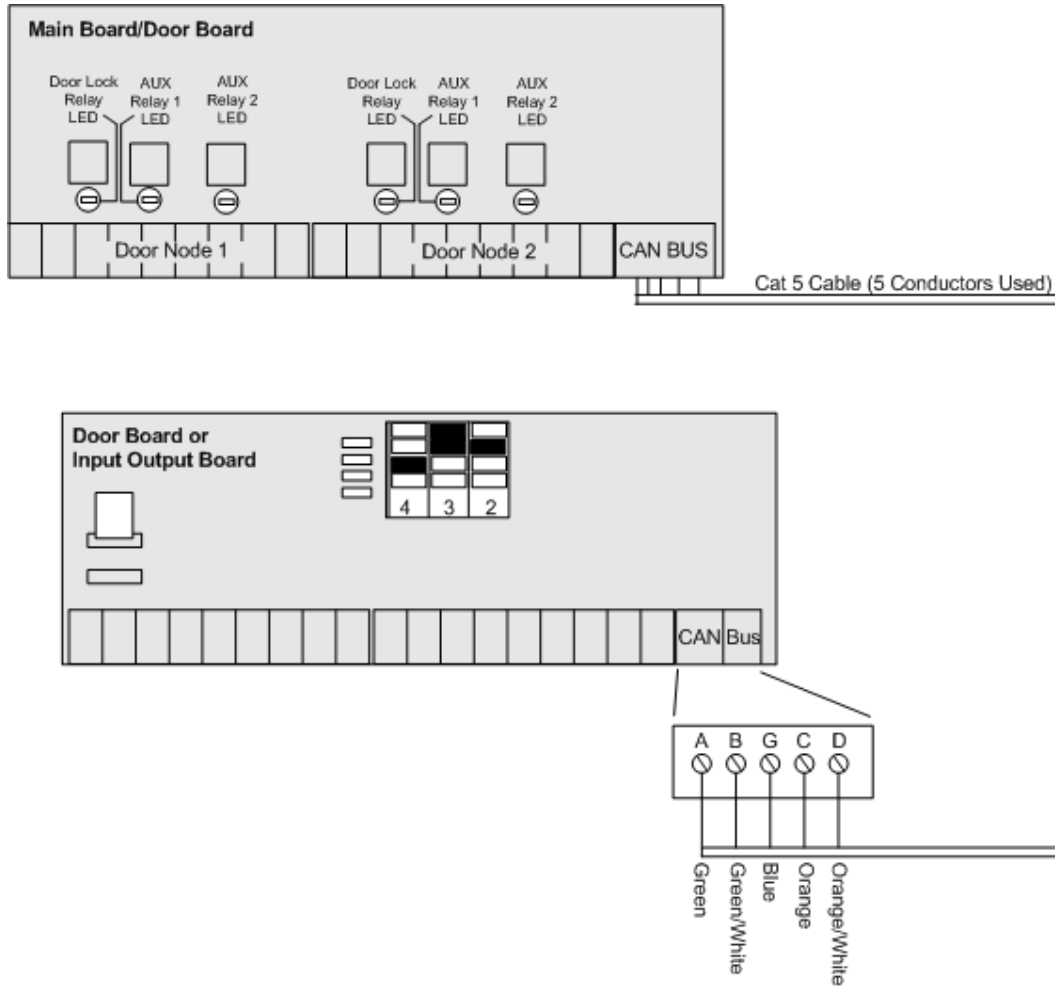 Main Board/Door Board
Door Lock
Relay
LED
AUX
Relay 1
LED
AUX
Relay 2
LED
Door Lock
Relay
LED
AUX
Relay 1
LED
AUX
Relay 2
LED
Door Node 1
Door Node 2
CAN BUS
Cat 5 Cable (5 Conductors Used)
Door Board or
Input Output Board
4 3 2
CAN Bus
A B G C D
Green
Green/White
Blue
Orange
Orange/White